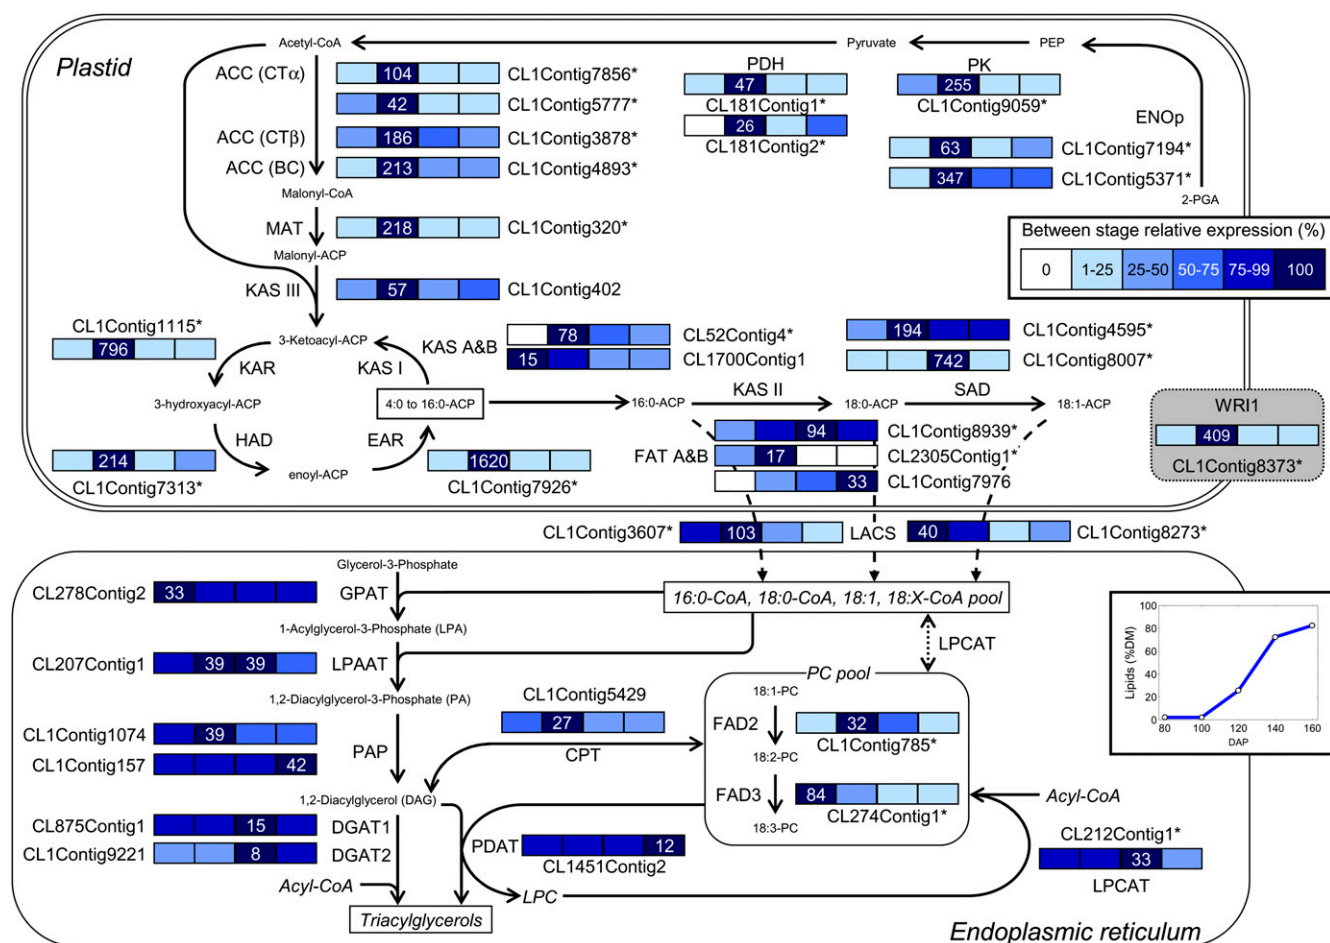 Plastid
Acetyl-CoA
Pyruvate
PEP
ACC (CTα)
104
CL1Contig7856*
42
CL1Contig5777*
ACC (CTβ)
186
CL1Contig3878*
ACC (BC)
213
CL1Contig4893*
PDH
47
CL181Contig1*
26
CL181Contig2*
PK
255
CL1Contig9059*
ENOp
63
CL1Contig7194*
347
CL1Contig5371*
2-PGA
Malonyl-CoA
MAT
218
CL1Contig320*
Malonyl-ACP
KAS III
57
CL1Contig402
Between stage relative expression (%)
0 1-25 25-50 50-75 75-99 100
CL1Contig1115*
796
3-Ketoacyl-ACP
KAR
KAS I
KAS A&B
78
CL52Contig4*
15
CL1700Contig1
194
CL1Contig4595*
742
CL1Contig8007*
3-hydroxyacyl-ACP
4:0 to 16:0-ACP
16:0-ACP
KAS II
18:0-ACP
SAD
18:1-ACP
WRI1
409
CL1Contig8373*
HAD
EAR
enoyl-ACP
214
CL1Contig7313*
1620
CL1Contig7926*
FAT A&B
94
CL1Contig8939*
17
CL2305Contig1*
33
CL1Contig7976
CL1Contig3607*
103
LACS
40
CL1Contig8273*
Glycerol-3-Phosphate
CL278Contig2
33
GPAT
16:0-CoA, 18:0-CoA, 18:1, 18:X-CoA pool
1-Acylglycerol-3-Phosphate (LPA)
CL207Contig1
39 39
LPAAT
LPCAT
1,2-Diacylglycerol-3-Phosphate (PA)
CL1Contig1074
39
PAP
CL1Contig157
42
CL1Contig5429
27
CPT
PC pool
18:1-PC
FAD2
32
CL1Contig785*
18:2-PC
FAD3
84
CL274Contig1*
18:3-PC
Lipids (%DM)
100
80
60
40
20
0
80 100 120 140 160
DAP
1,2-Diacylglycerol (DAG)
CL875Contig1
15
DGAT1
CL1Contig9221
8
DGAT2
Acyl-CoA
Triacylglycerols
PDAT
12
CL1451Contig2
LPC
Acyl-CoA
CL212Contig1*
33
LPCAT
Endoplasmic reticulum